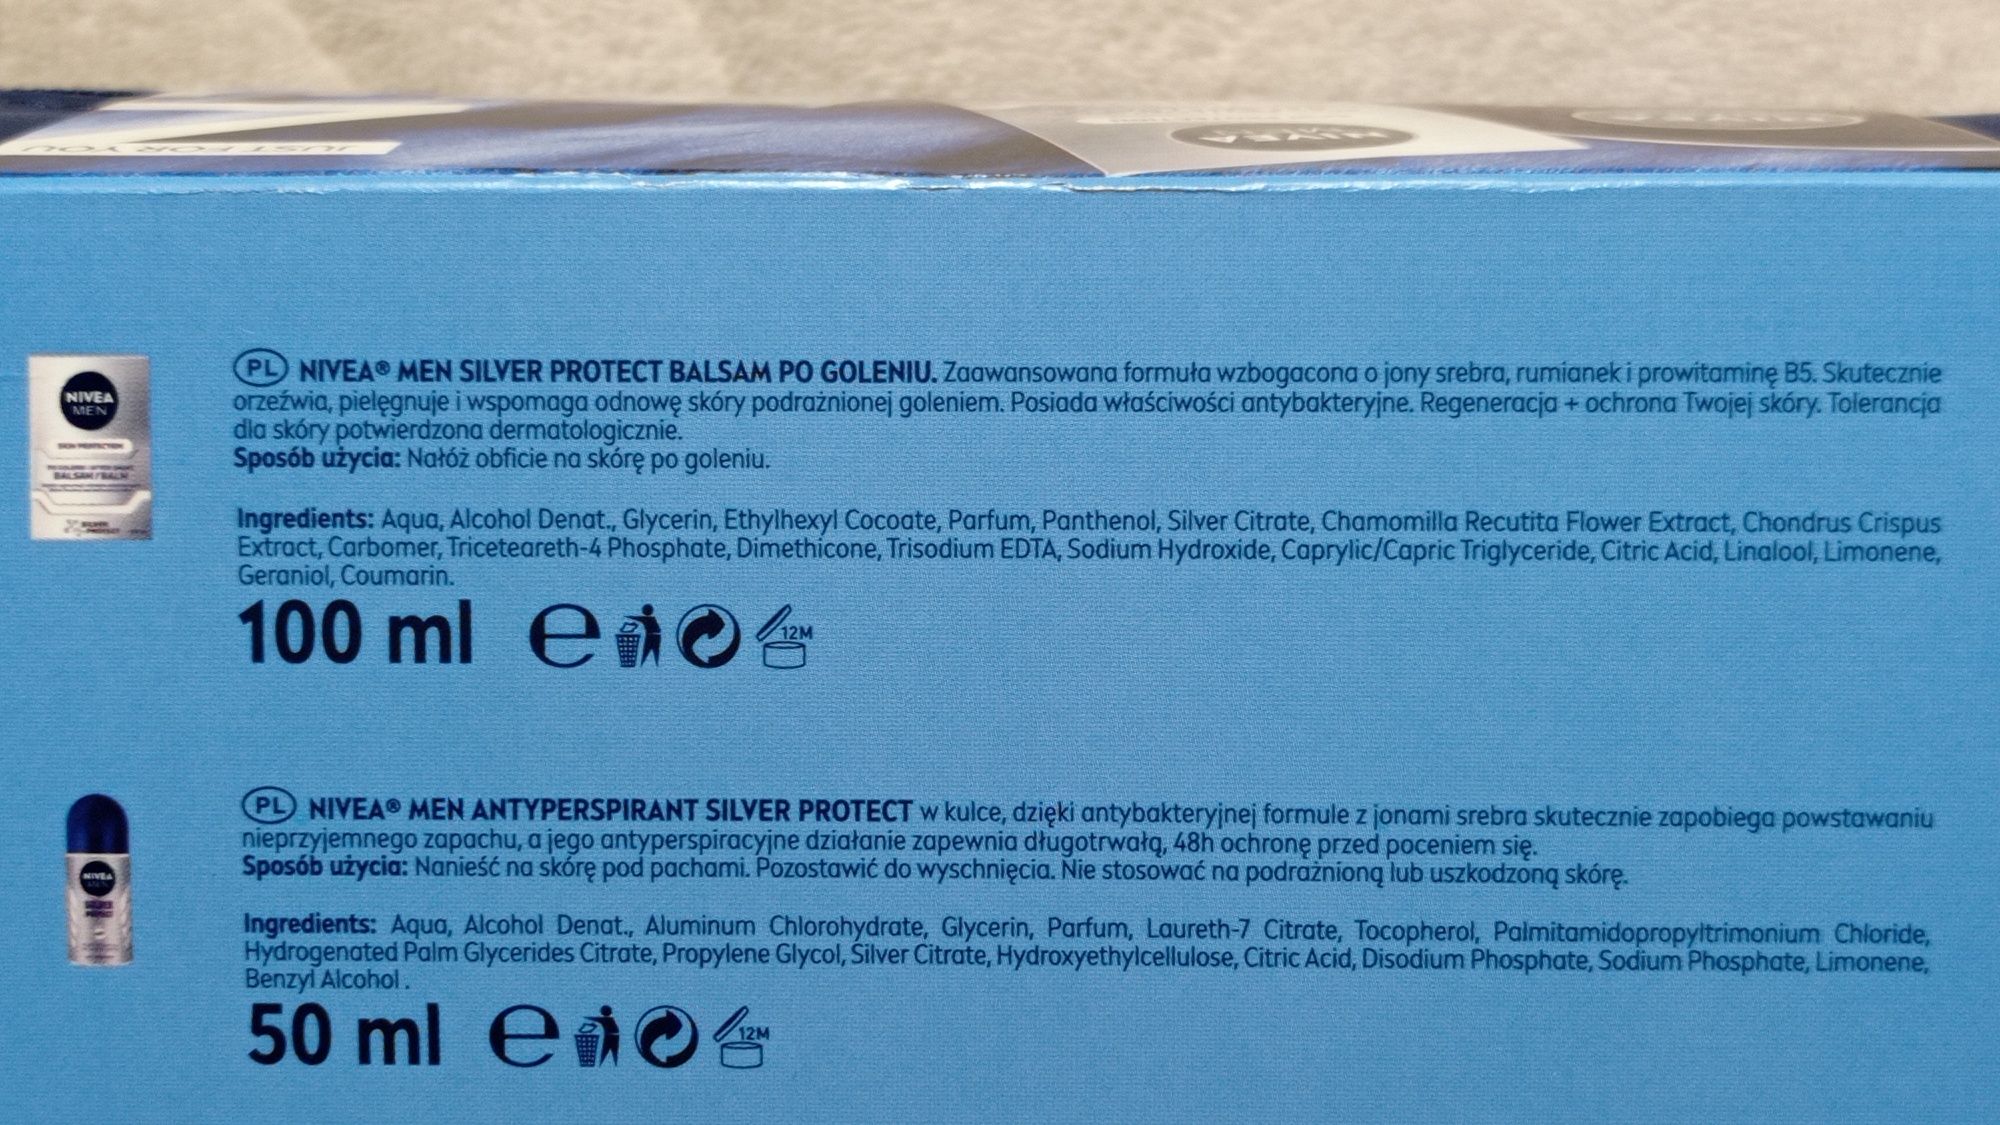 JUST FOR YOU
NIVEA
MEN
NIVEA
PL NIVEA® MEN SILVER PROTECT BALSAM PO GOLENIU. Zaawansowana formuła wzbogacona o jony srebra, rumianek i prowitaminę B5. Skutecznie
orzeźwia, pielęgnuje i wspomaga odnowę skóry podrażnionej goleniem. Posiada właściwości antybakteryjne. Regeneracja + ochrona Twojej skóry. Tolerancja
dla skóry potwierdzona dermatologicznie.
Sposób użycia: Nałóż obficie na skórę po goleniu.
NIVEA
MEN
BALSAM / BALM
SILVER
PROTECT
Ingredients: Aqua, Alcohol Denat., Glycerin, Ethylhexyl Cocoate, Parfum, Panthenol, Silver Citrate, Chamomilla Recutita Flower Extract, Chondrus Crispus
Extract, Carbomer, Triceteareth-4 Phosphate, Dimethicone, Trisodium EDTA, Sodium Hydroxide, Caprylic/Capric Triglyceride, Citric Acid, Linalool, Limonene,
Geraniol, Coumarin.
100 ml e 12M
PL NIVEA® MEN ANTYPERSPIRANT SILVER PROTECT w kulce, dzięki antybakteryjnej formule z jonami srebra skutecznie zapobiega powstawaniu
nieprzyjemnego zapachu, a jego antyperspiracyjne działanie zapewnia długotrwałą, 48h ochronę przed poceniem się.
Sposób użycia: Nanieść na skórę pod pachami. Pozostawić do wyschnięcia. Nie stosować na podrażnioną lub uszkodzoną skórę.
NIVEA
MEN
SILVER
PROTECT
Ingredients: Aqua, Alcohol Denat., Aluminum Chlorohydrate, Glycerin, Parfum, Laureth-7 Citrate, Tocopherol, Palmitamidopropyltrimonium Chloride,
Hydrogenated Palm Glycerides Citrate, Propylene Glycol, Silver Citrate, Hydroxyethylcellulose, Citric Acid, Disodium Phosphate, Sodium Phosphate, Limonene,
Benzyl Alcohol .
50 ml e 12M